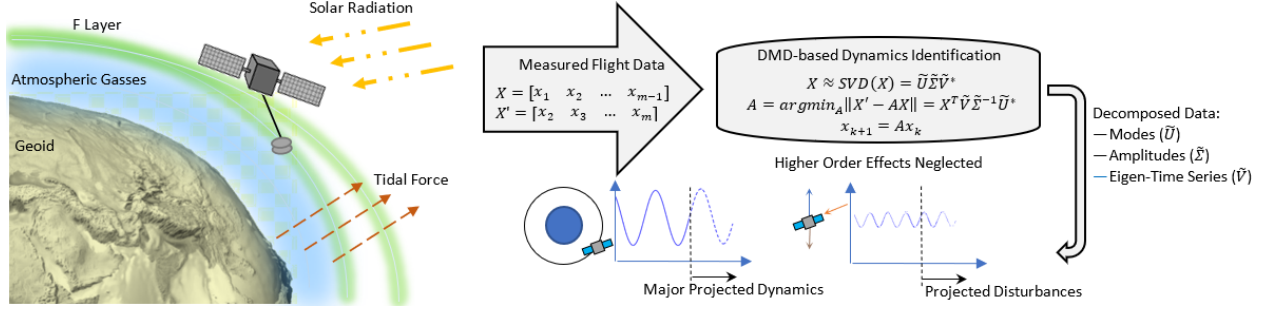 Solar Radiation
F Layer
Atmospheric Gasses
Geoid
Tidal Force
Measured Flight Data
X = [x₁ x₂ … xₘ₋₁]
X′ = [x₂ x₃ … xₘ]
DMD-based Dynamics Identification
X ≈ SVD(X) = ŨΣ̃Ṽ*
A = argmin_A‖X′ − AX‖ = XᵀṼΣ̃⁻¹Ũ*
xₖ₊₁ = Axₖ
Higher Order Effects Neglected
Major Projected Dynamics
Projected Disturbances
Decomposed Data:
—Modes (Ũ)
—Amplitudes (Σ̃)
—Eigen-Time Series (Ṽ)